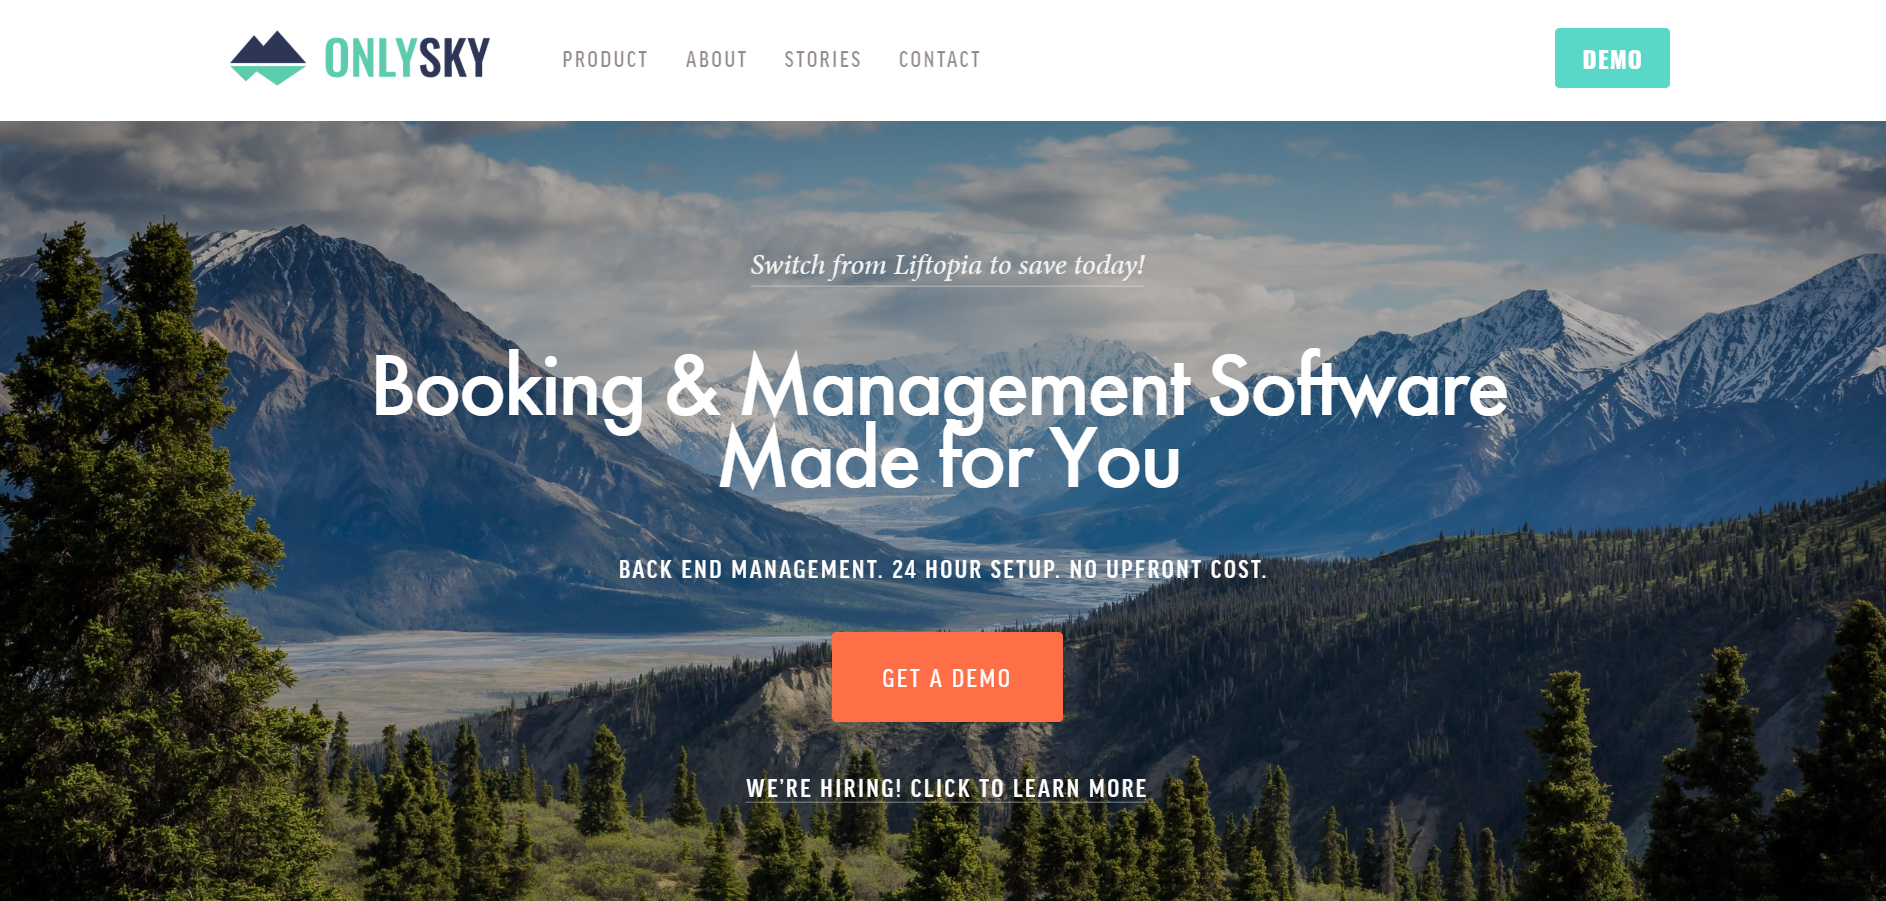 ONLYSKY
PRODUCT
ABOUT
STORIES
CONTACT
DEMO
Switch from Liftopia to save today!
Booking & Management Software
Made for You
BACK END MANAGEMENT. 24 HOUR SETUP. NO UPFRONT COST.
GET A DEMO
WE'RE HIRING! CLICK TO LEARN MORE